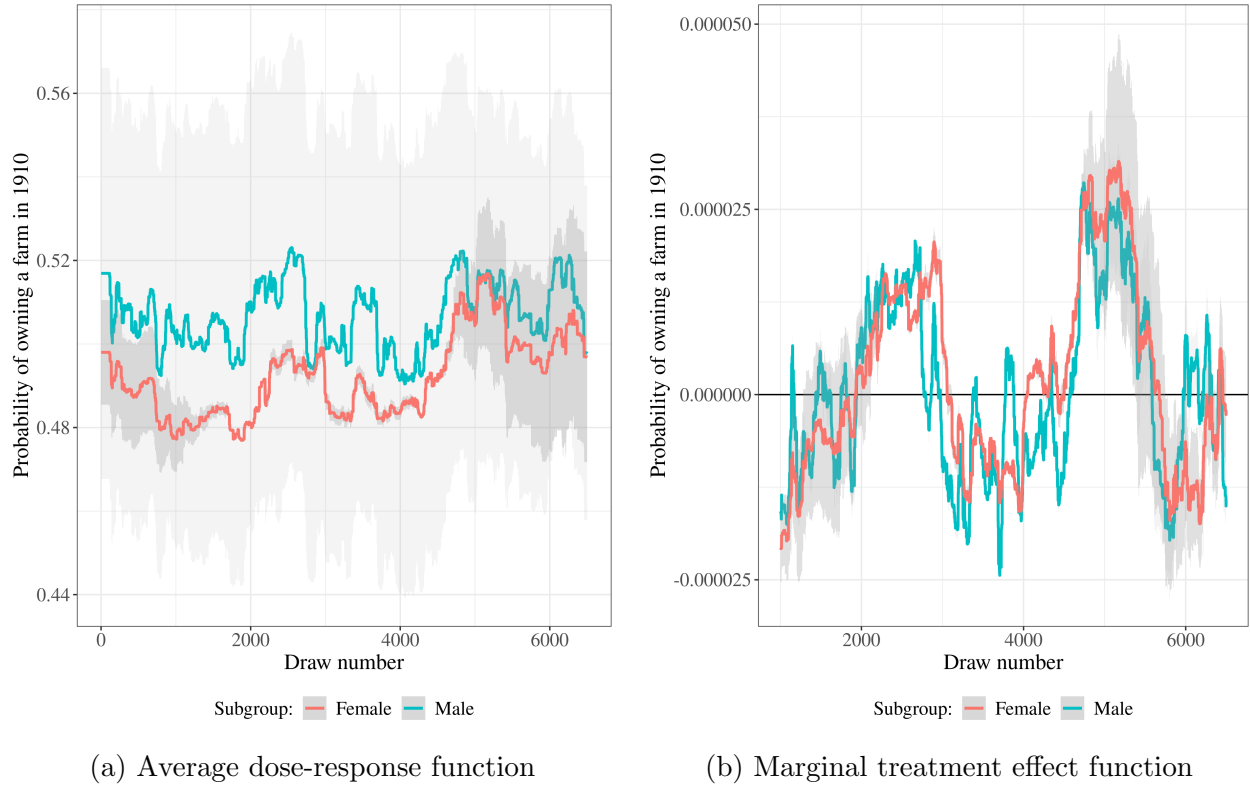 Probability of owning a farm in 1910
0.56
0.52
0.48
0.44
0 2000 4000 6000
Draw number
Subgroup: Female Male
(a) Average dose-response function
Probability of owning a farm in 1910
0.000050
0.000025
0.000000
-0.000025
2000 4000 6000
Draw number
Subgroup: Female Male
(b) Marginal treatment effect function